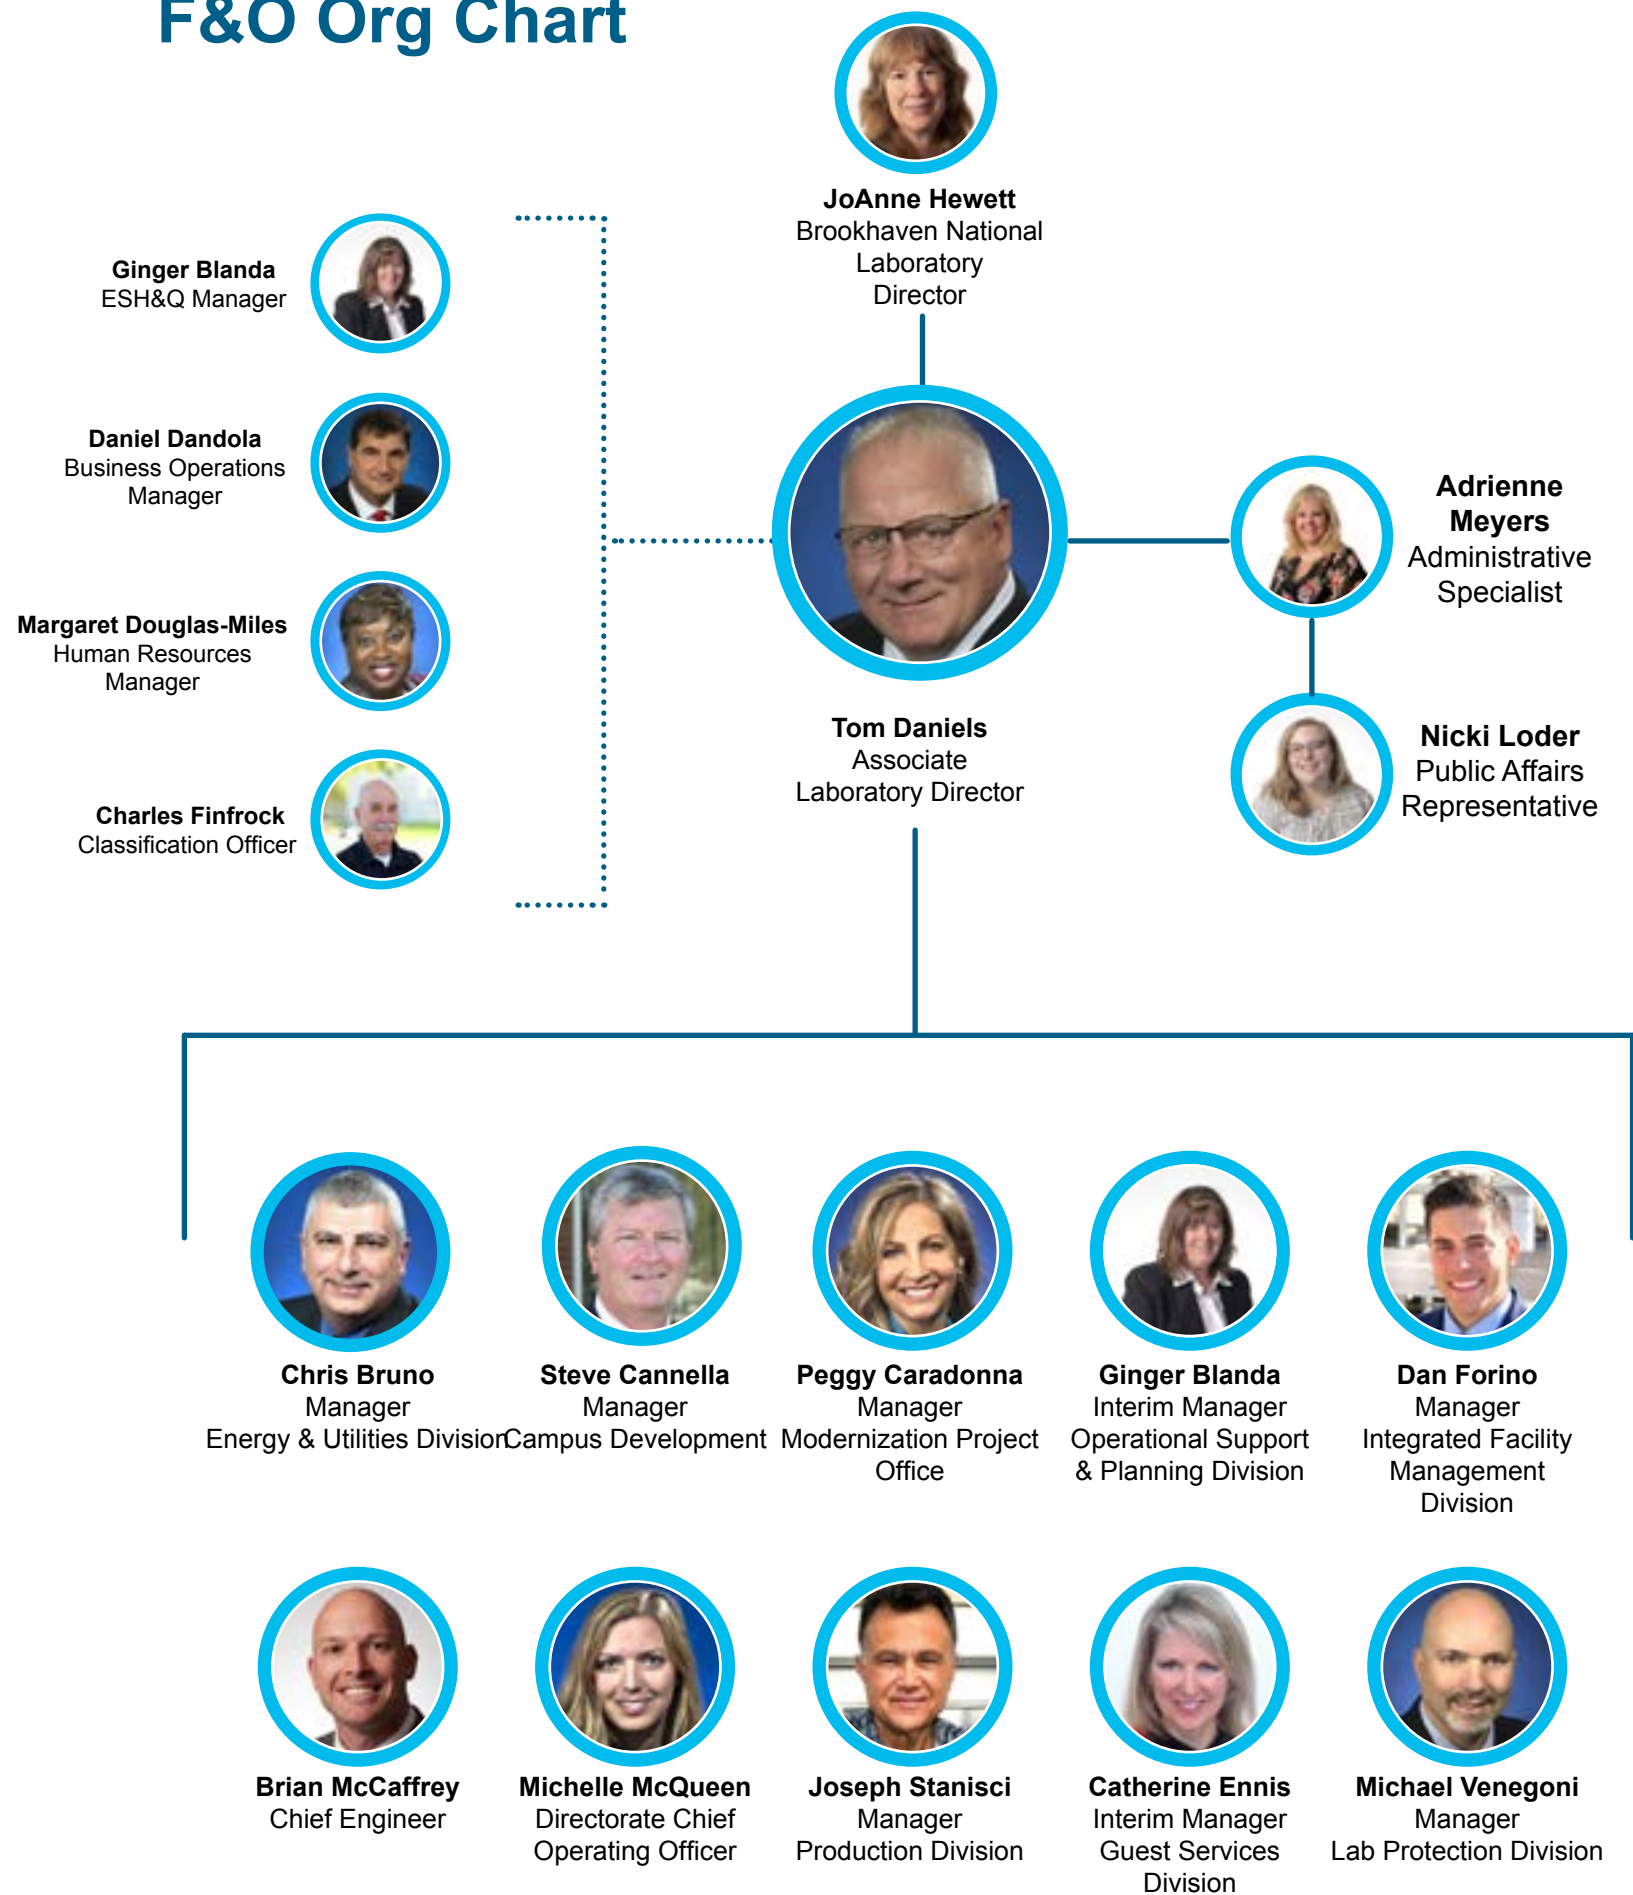 F&O Org Chart
JoAnne Hewett
Brookhaven National
Laboratory
Director
Ginger Blanda
ESH&Q Manager
Daniel Dandola
Business Operations
Manager
Margaret Douglas-Miles
Human Resources
Manager
Charles Finfrock
Classification Officer
Tom Daniels
Associate
Laboratory Director
Adrienne
Meyers
Administrative
Specialist
Nicki Loder
Public Affairs
Representative
Chris Bruno
Manager
Energy & Utilities Division
Steve Cannella
Manager
Campus Development
Peggy Caradonna
Manager
Modernization Project
Office
Ginger Blanda
Interim Manager
Operational Support
& Planning Division
Dan Forino
Manager
Integrated Facility
Management
Division
Brian McCaffrey
Chief Engineer
Michelle McQueen
Directorate Chief
Operating Officer
Joseph Stanisci
Manager
Production Division
Catherine Ennis
Interim Manager
Guest Services
Division
Michael Venegoni
Manager
Lab Protection Division